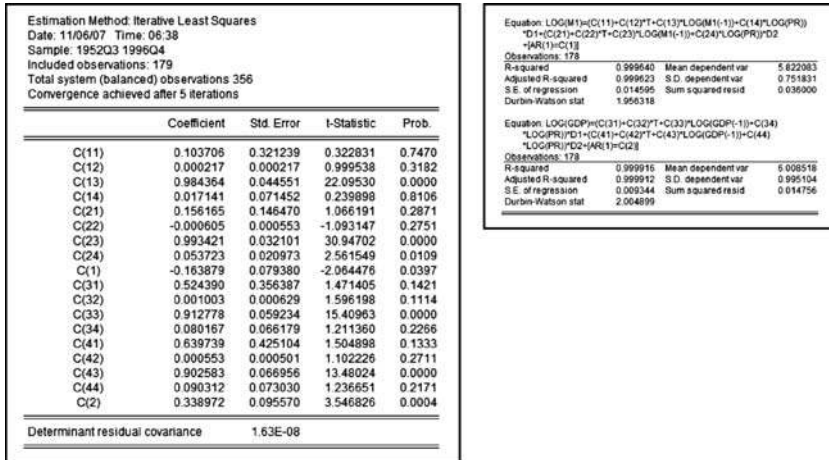 Estimation Method: Iterative Least Squares
Date: 11/06/07 Time: 06:38
Sample: 1952Q3 1996Q4
Included observations: 179
Total system (balanced) observations 356
Convergence achieved after 5 iterations
Coefficient Std. Error t-Statistic Prob.
C(11) 0.103706 0.321239 0.322831 0.7470
C(12) 0.000217 0.000217 0.999538 0.3182
C(13) 0.984364 0.044551 22.09530 0.0000
C(14) 0.017141 0.071452 0.239898 0.8106
C(21) 0.156165 0.146470 1.066191 0.2871
C(22) -0.000605 0.000553 -1.093147 0.2751
C(23) 0.993421 0.032101 30.94702 0.0000
C(24) 0.053723 0.020973 2.561549 0.0109
C(1) -0.163879 0.079380 -2.064476 0.0397
C(31) 0.524390 0.356387 1.471405 0.1421
C(32) 0.001003 0.000629 1.596198 0.1114
C(33) 0.912778 0.059234 15.40963 0.0000
C(34) 0.080167 0.066179 1.211360 0.2266
C(41) 0.639739 0.425104 1.504898 0.1333
C(42) 0.000553 0.000501 1.102226 0.2711
C(43) 0.902583 0.066956 13.48024 0.0000
C(44) 0.090312 0.073030 1.236651 0.2171
C(2) 0.338972 0.095570 3.546826 0.0004
Determinant residual covariance 1.63E-08
Equation: LOG(M1)=(C(11)+C(12)*T+C(13)*LOG(M1(-1))+C(14)*LOG(PR))
*D1+(C(21)+C(22)*T+C(23)*LOG(M1(-1))+C(24)*LOG(PR))*D2
+[AR(1)=C(1)]
Observations: 178
R-squared 0.999640 Mean dependent var 5.822083
Adjusted R-squared 0.999623 S.D. dependent var 0.751831
S.E. of regression 0.014595 Sum squared resid 0.036000
Durbin-Watson stat 1.956318
Equation: LOG(GDP)=(C(31)+C(32)*T+C(33)*LOG(GDP(-1))+C(34)
*LOG(PR))*D1+(C(41)+C(42)*T+C(43)*LOG(GDP(-1))+C(44)
*LOG(PR))*D2+[AR(1)=C(2)]
Observations: 178
R-squared 0.999916 Mean dependent var 6.008518
Adjusted R-squared 0.999912 S.D. dependent var 0.995104
S.E. of regression 0.009344 Sum squared resid 0.014756
Durbin-Watson stat 2.004899